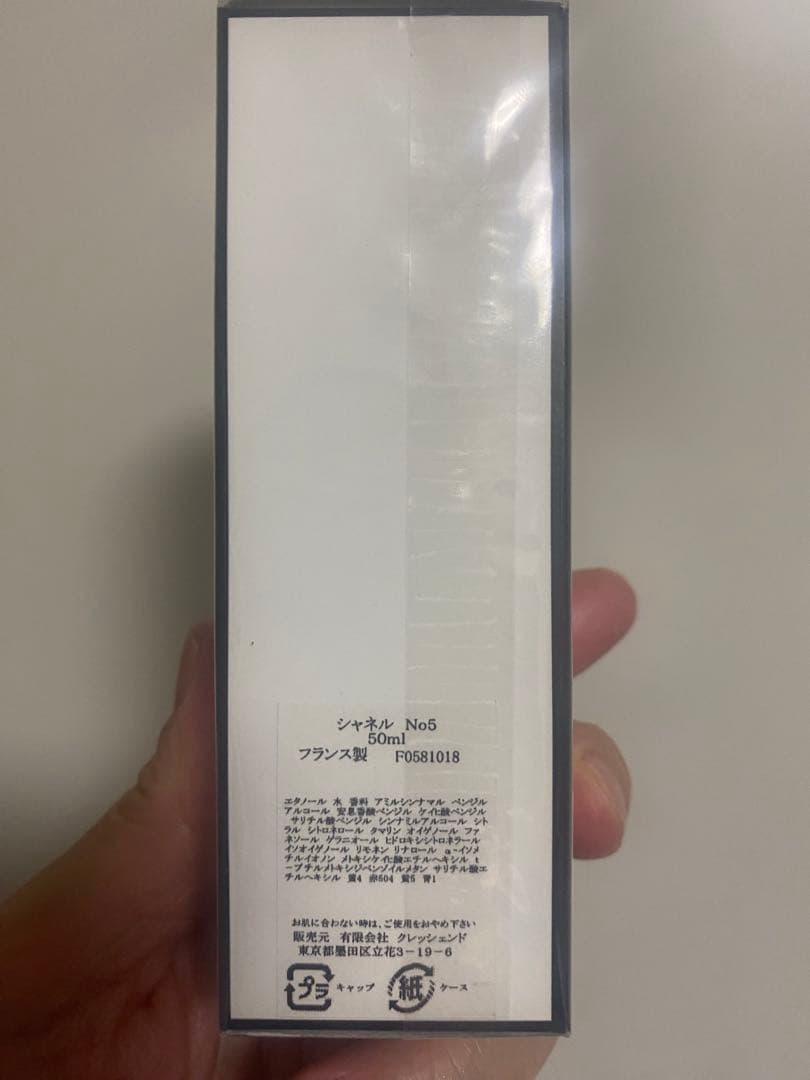 シャネル No5
50ml
フランス製 F0581018
エタノール 水 香料 アミルシンナマル ベンジル
アルコール 安息香酸ベンジル ケイヒ酸ベンジル
サリチル酸ベンジル シンナミルアルコール シト
ラル シトロネロール クマリン オイゲノール ファ
ネソール ゲラニオール ヒドロキシシトロネラール
イソオイゲノール リモネン リナロール α-イソメ
チルイオノン メトキシケイヒ酸エチルヘキシル t
-ブチルメトキシジベンゾイルメタン サリチル酸エ
チルヘキシル 黄4 赤504 黄5 青1
お肌に合わない時は、ご使用をおやめ下さい
販売元 有限会社 クレッシェンド
東京都墨田区立花3-19-6
プラ キャップ 紙 ケース